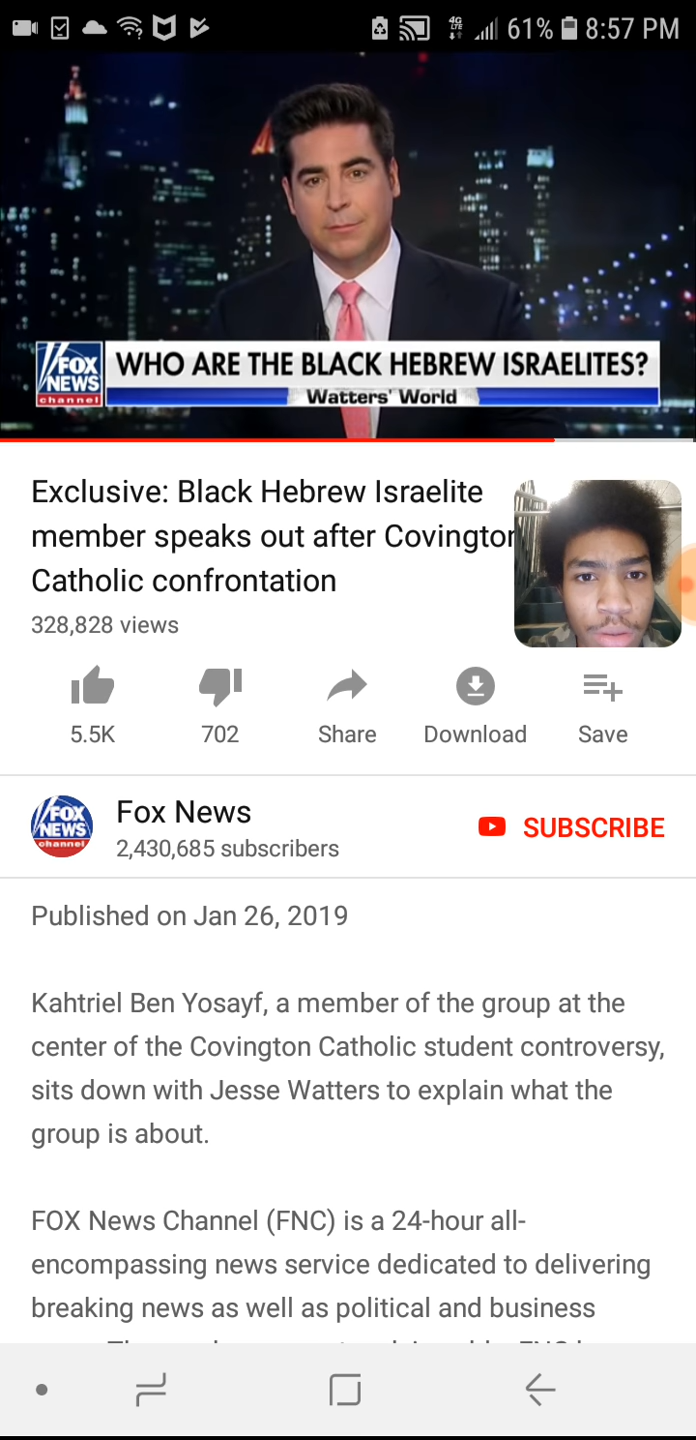 4G
LTE
61%
8:57 PM
FOX
NEWS
channel
WHO ARE THE BLACK HEBREW ISRAELITES?
Watters' World
Exclusive: Black Hebrew Israelite
member speaks out after Covington
Catholic confrontation
328,828 views
5.5K
702
Share
Download
Save
FOX
NEWS
channel
Fox News
2,430,685 subscribers
SUBSCRIBE
Published on Jan 26, 2019
Kahtriel Ben Yosayf, a member of the group at the
center of the Covington Catholic student controversy,
sits down with Jesse Watters to explain what the
group is about.
FOX News Channel (FNC) is a 24-hour all-
encompassing news service dedicated to delivering
breaking news as well as political and business